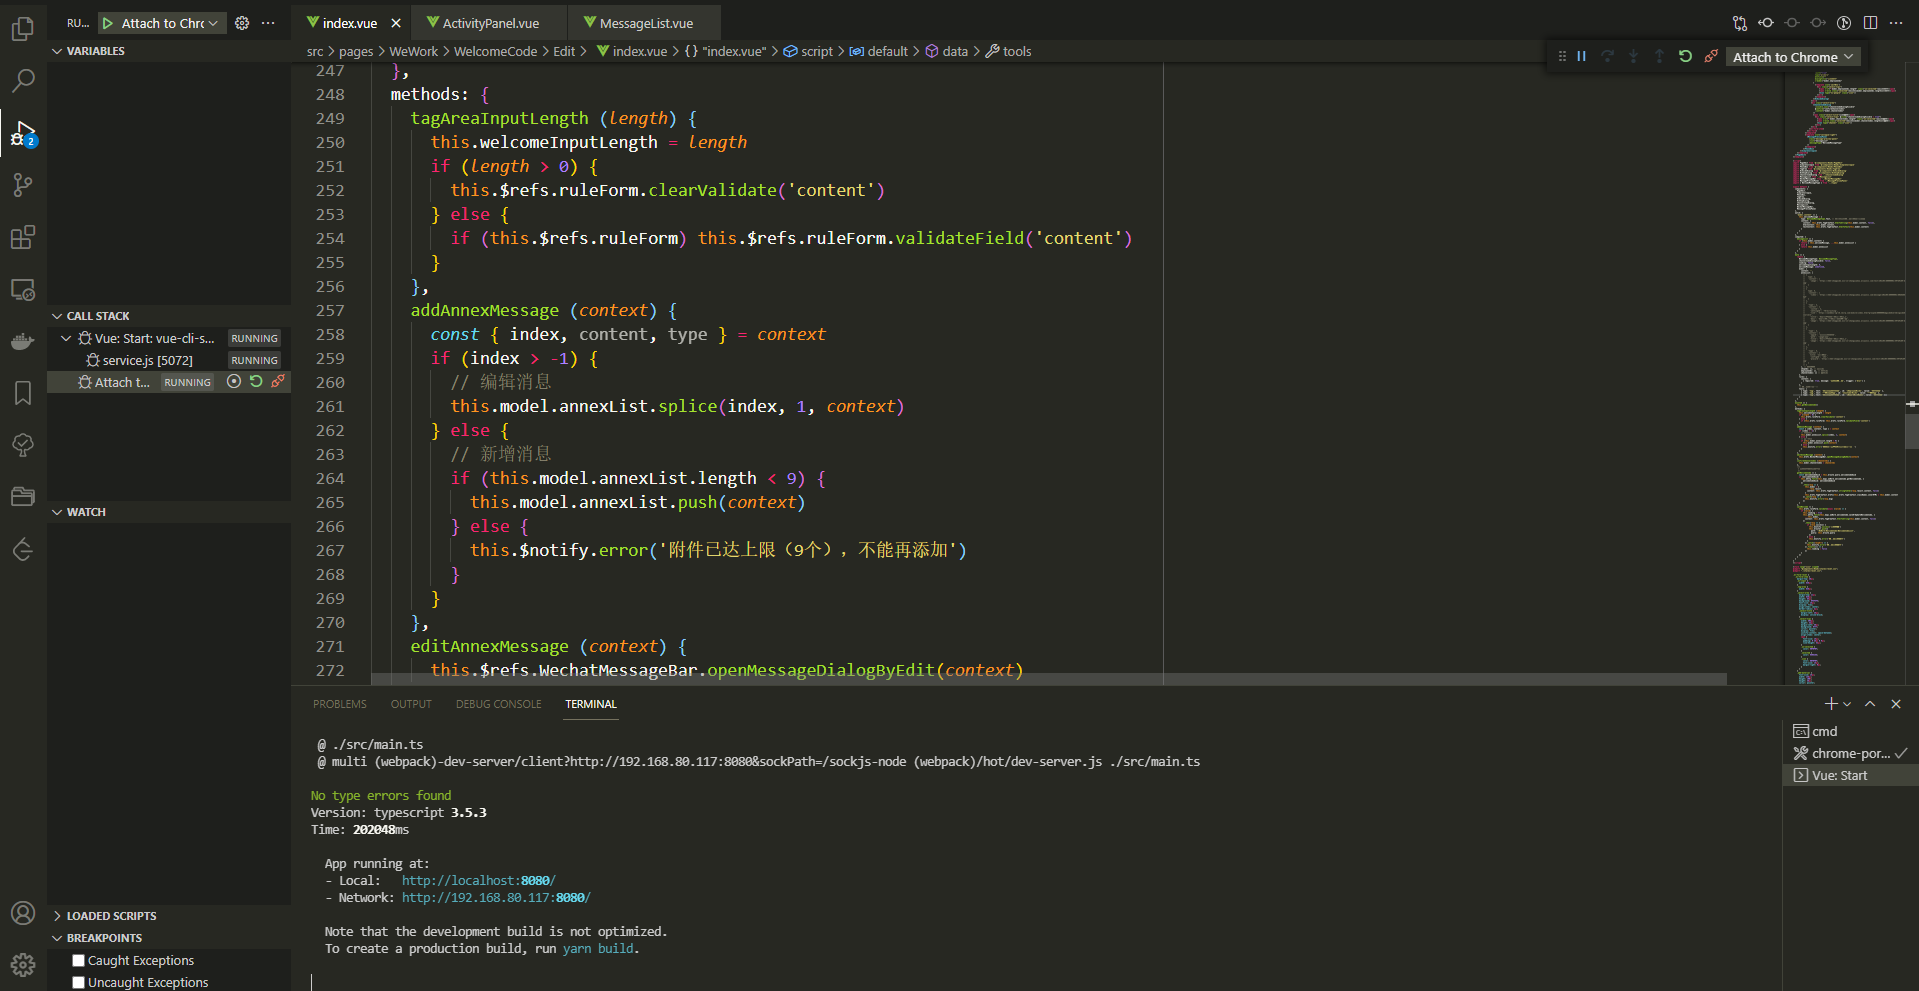 RU... Attach to Chr
index.vue ActivityPanel.vue MessageList.vue
src > pages > WeWork > WelcomeCode > Edit > index.vue > {} "index.vue" > script > default > data > tools
Attach to Chrome
VARIABLES
CALL STACK
Vue: Start: vue-cli-s... RUNNING
service.js [5072] RUNNING
Attach t... RUNNING
WATCH
LOADED SCRIPTS
BREAKPOINTS
Caught Exceptions
Uncaught Exceptions
2
247 },
248 methods: {
249 tagAreaInputLength (length) {
250 this.welcomeInputLength = length
251 if (length > 0) {
252 this.$refs.ruleForm.clearValidate('content')
253 } else {
254 if (this.$refs.ruleForm) this.$refs.ruleForm.validateField('content')
255 }
256 },
257 addAnnexMessage (context) {
258 const { index, content, type } = context
259 if (index > -1) {
260 // 编辑消息
261 this.model.annexList.splice(index, 1, context)
262 } else {
263 // 新增消息
264 if (this.model.annexList.length < 9) {
265 this.model.annexList.push(context)
266 } else {
267 this.$notify.error('附件已达上限（9个），不能再添加')
268 }
269 }
270 },
271 editAnnexMessage (context) {
272 this.$refs.WechatMessageBar.openMessageDialogByEdit(context)
PROBLEMS OUTPUT DEBUG CONSOLE TERMINAL
@ ./src/main.ts
@ multi (webpack)-dev-server/client?http://192.168.80.117:8080&sockPath=/sockjs-node (webpack)/hot/dev-server.js ./src/main.ts
No type errors found
Version: typescript 3.5.3
Time: 202048ms
App running at:
- Local: http://localhost:8080/
- Network: http://192.168.80.117:8080/
Note that the development build is not optimized.
To create a production build, run yarn build.
cmd
chrome-por...
Vue: Start